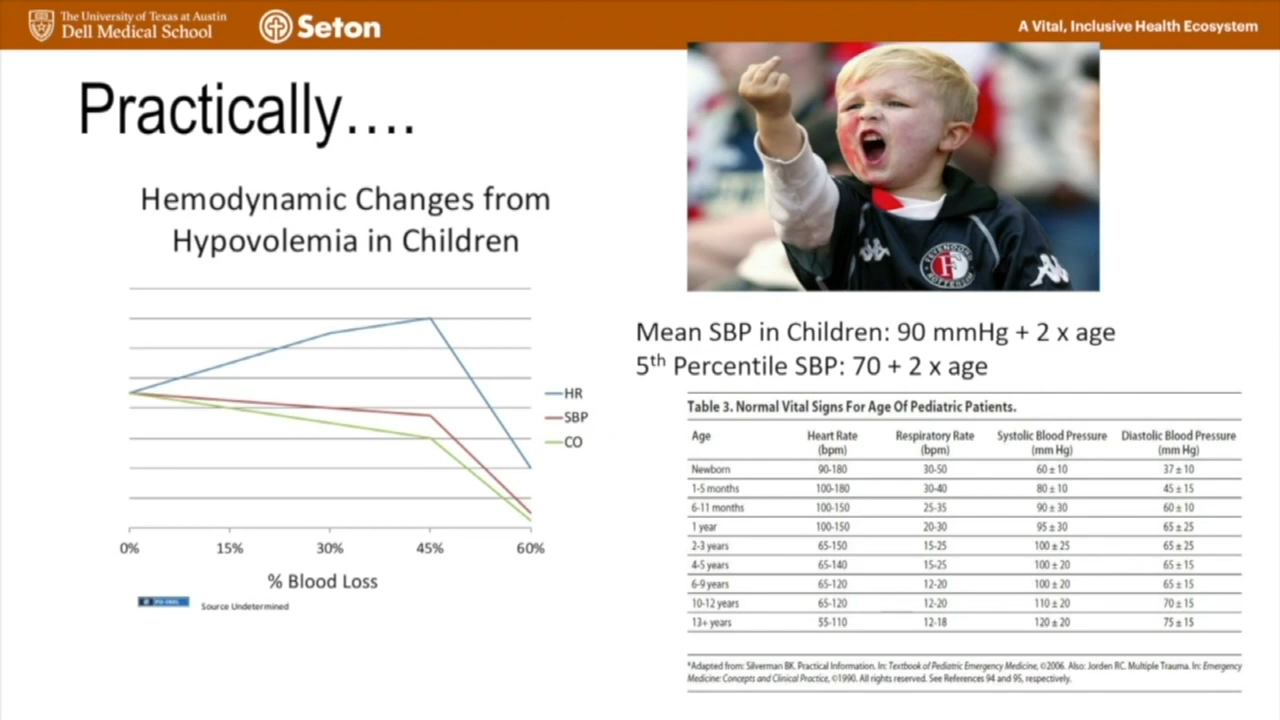 The University of Texas at Austin
Dell Medical School
Seton
A Vital, Inclusive Health Ecosystem
Practically....
Hemodynamic Changes from
Hypovolemia in Children
HR
SBP
CO
0% 15% 30% 45% 60%
% Blood Loss
Source Undetermined
FEYENOORD
F
ROTTERDAM
Mean SBP in Children: 90 mmHg + 2 x age
5th Percentile SBP: 70 + 2 x age
Table 3. Normal Vital Signs For Age Of Pediatric Patients.
Age Heart Rate (bpm) Respiratory Rate (bpm) Systolic Blood Pressure (mm Hg) Diastolic Blood Pressure (mm Hg)
Newborn 90-180 30-50 60 ± 10 37 ± 10
1-5 months 100-180 30-40 80 ± 10 45 ± 15
6-11 months 100-150 25-35 90 ± 30 60 ± 10
1 year 100-150 20-30 95 ± 30 65 ± 25
2-3 years 65-150 15-25 100 ± 25 65 ± 25
4-5 years 65-140 15-25 100 ± 20 65 ± 15
6-9 years 65-120 12-20 100 ± 20 65 ± 15
10-12 years 65-120 12-20 110 ± 20 70 ± 15
13+ years 55-110 12-18 120 ± 20 75 ± 15
*Adapted from: Silverman BK. Practical Information. In: Textbook of Pediatric Emergency Medicine, ©2006. Also: Jorden RC. Multiple Trauma. In: Emergency
Medicine: Concepts and Clinical Practice, ©1990. All rights reserved. See References 94 and 95, respectively.